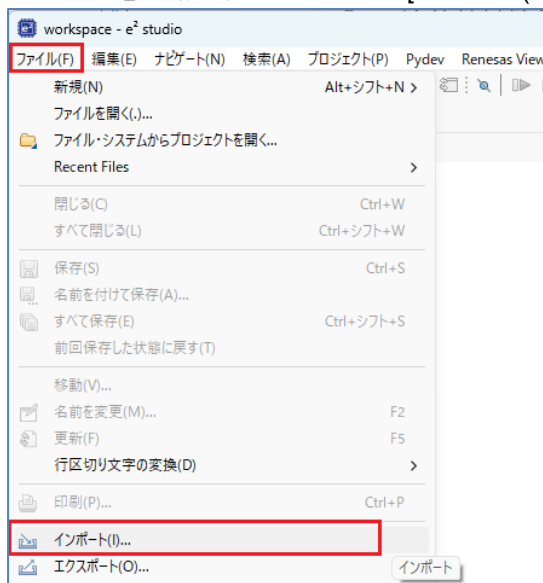 workspace - e² studio
ファイル(F) 編集(E) ナビゲート(N) 検索(A) プロジェクト(P) Pydev Renesas View
新規(N) Alt+シフト+N >
ファイルを開く(.)...
ファイル・システムからプロジェクトを開く...
Recent Files >
閉じる(C) Ctrl+W
すべて閉じる(L) Ctrl+シフト+W
保存(S) Ctrl+S
名前を付けて保存(A)...
すべて保存(E) Ctrl+シフト+S
前回保存した状態に戻す(T)
移動(V)...
名前を変更(M)... F2
更新(F) F5
行区切り文字の変換(D) >
印刷(P)... Ctrl+P
インポート(I)...
エクスポート(O)...
インポート